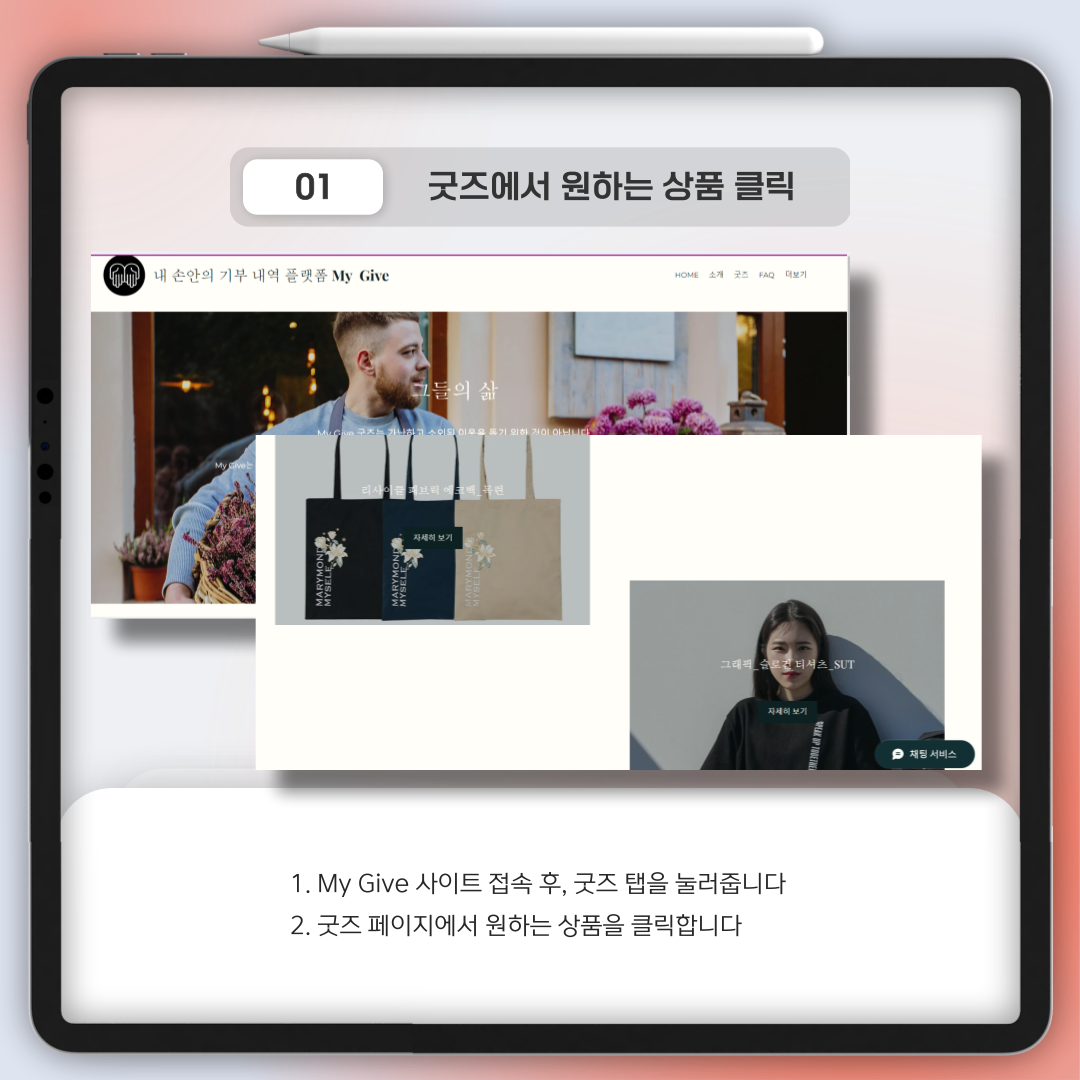 01 굿즈에서 원하는 상품 클릭
내 손안의 기부 내역 플랫폼 My Give
HOME 소개 굿즈 FAQ 더보기
그들의 삶
My Give 굿즈는 가난하고 소외된 이웃을 돕기 위한 것이 아닙니다
My Give는
리사이클 패브릭 에코백_목련
자세히 보기
MARYMOND
MYSELF
MARYMOND
MYSELF
MARYMOND
MYSELF
그래픽_슬로건 티셔츠_SUT
자세히 보기
SPEAK UP TOGETHER
채팅 서비스
1. My Give 사이트 접속 후, 굿즈 탭을 눌러줍니다
2. 굿즈 페이지에서 원하는 상품을 클릭합니다